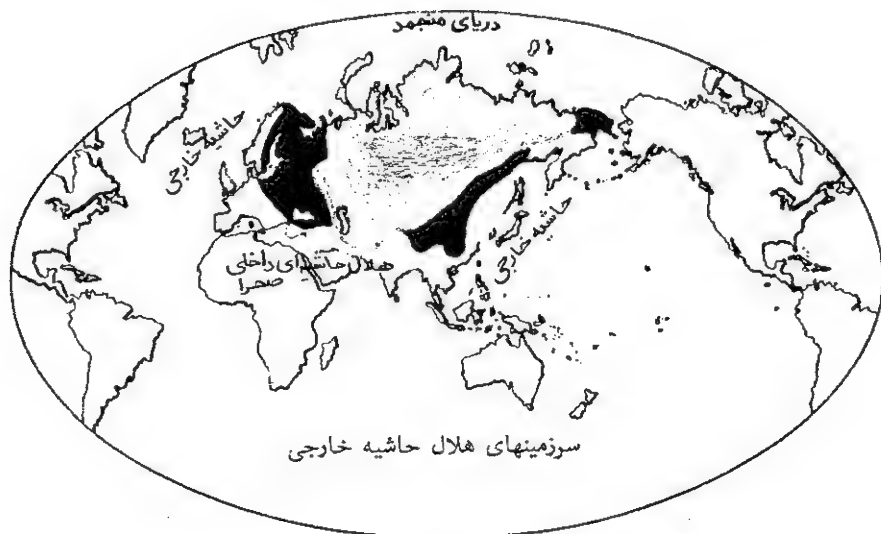 دریای منجمد
حاشیه خارجی
حاشیه خارجی
هلال حاشیه‌ای داخلی
صحرا
سرزمینهای هلال حاشیه خارجی